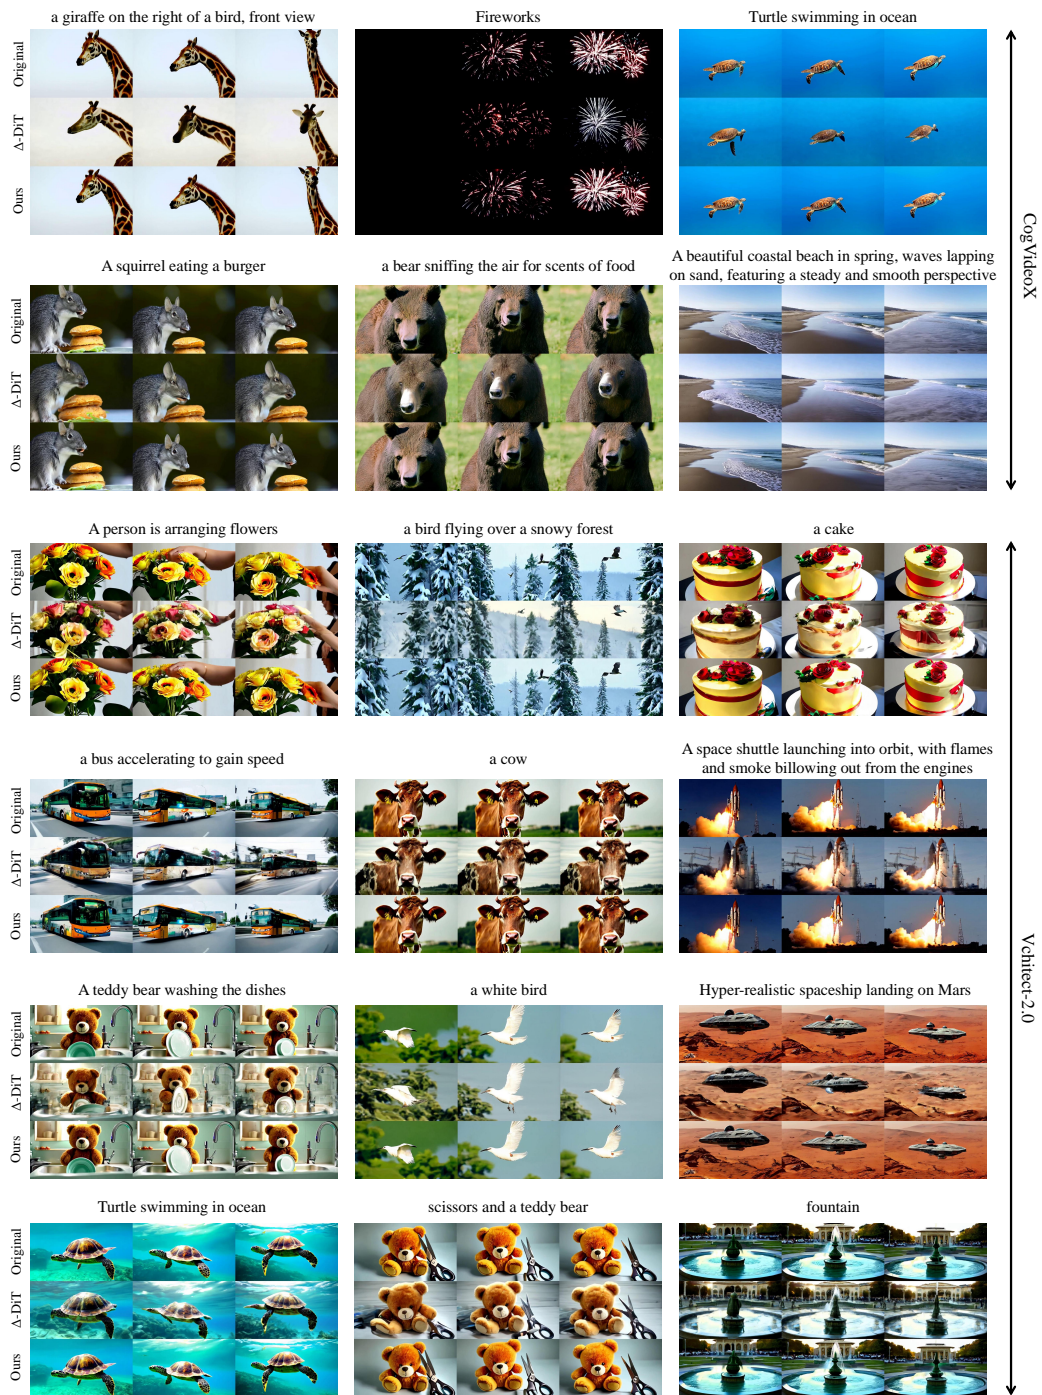 a giraffe on the right of a bird, front view
Fireworks
Turtle swimming in ocean
Original
Δ-DiT
Ours
A squirrel eating a burger
a bear sniffing the air for scents of food
A beautiful coastal beach in spring, waves lapping
on sand, featuring a steady and smooth perspective
Original
Δ-DiT
Ours
CogVideoX
A person is arranging flowers
a bird flying over a snowy forest
a cake
Original
Δ-DiT
Ours
a bus accelerating to gain speed
a cow
A space shuttle launching into orbit, with flames
and smoke billowing out from the engines
Original
Δ-DiT
Ours
A teddy bear washing the dishes
a white bird
Hyper-realistic spaceship landing on Mars
Original
Δ-DiT
Ours
Turtle swimming in ocean
scissors and a teddy bear
fountain
Original
Δ-DiT
Ours
Vchitect-2.0